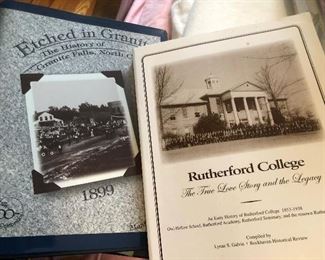 Etched in Granite
The History of
Granite Falls, North C
1899
Rutherford College
The True Love Story and the Legacy
An Early History of Rutherford College: 1853-1938
Owl Hollow School, Rutherford Academy, Rutherford Seminary, and the renown Rutherf
Compiled by
Lynne S. Galvin • Rockhaven Historical Review